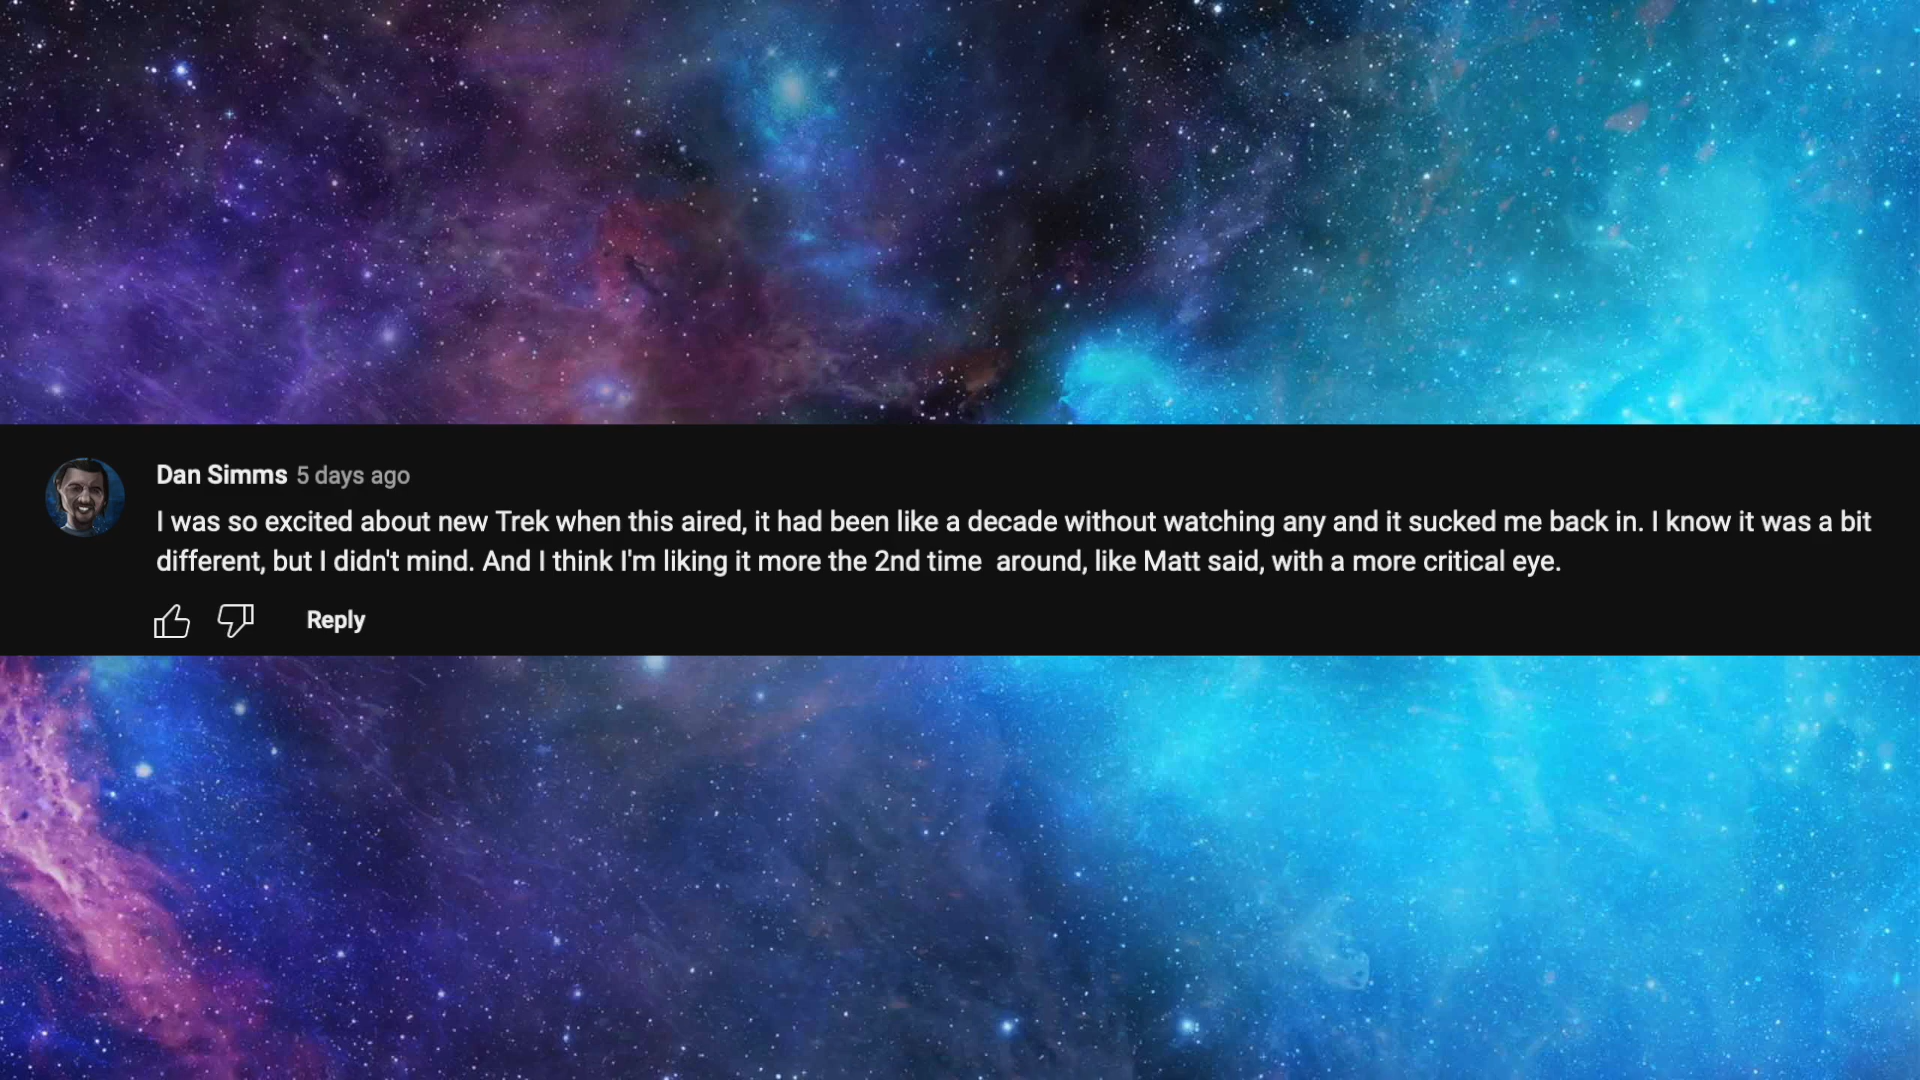 Dan Simms 5 days ago
I was so excited about new Trek when this aired, it had been like a decade without watching any and it sucked me back in. I know it was a bit
different, but I didn't mind. And I think I'm liking it more the 2nd time  around, like Matt said, with a more critical eye.
Reply